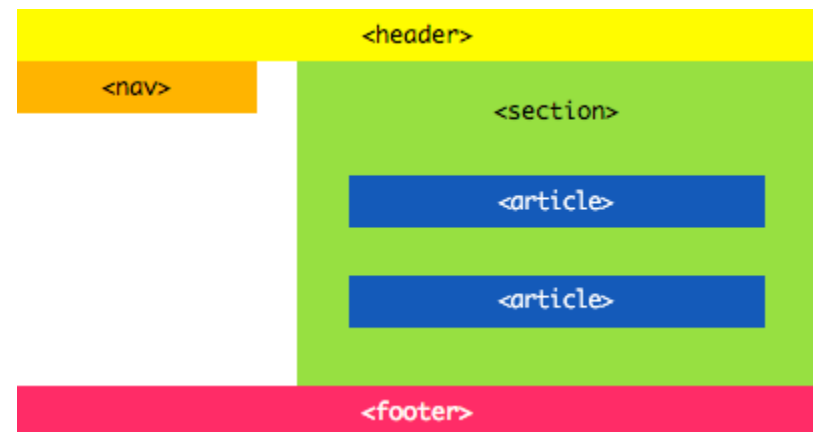 <header>
<nav>
<section>
<article>
<article>
<footer>